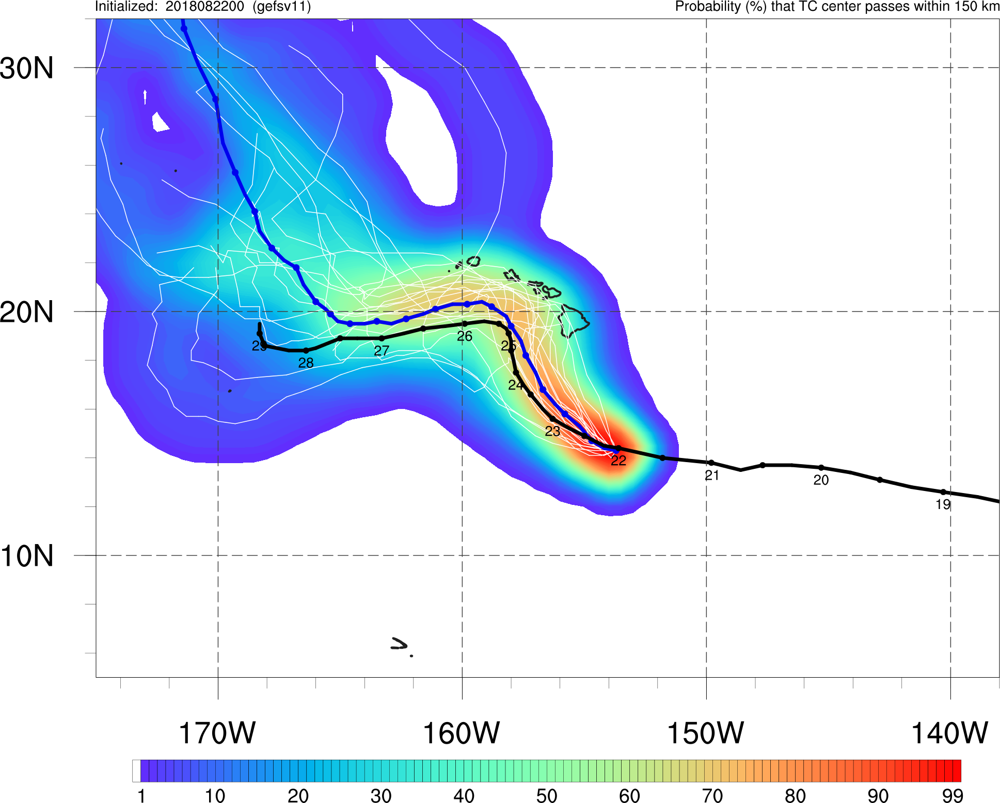 Initialized:  2018082200  (gefsv11)
Probability (%) that TC center passes within 150 km
30N
20N
10N
29
28
27
26
25
24
23
22
21
20
19
170W
160W
150W
140W
1 10 20 30 40 50 60 70 80 90 99